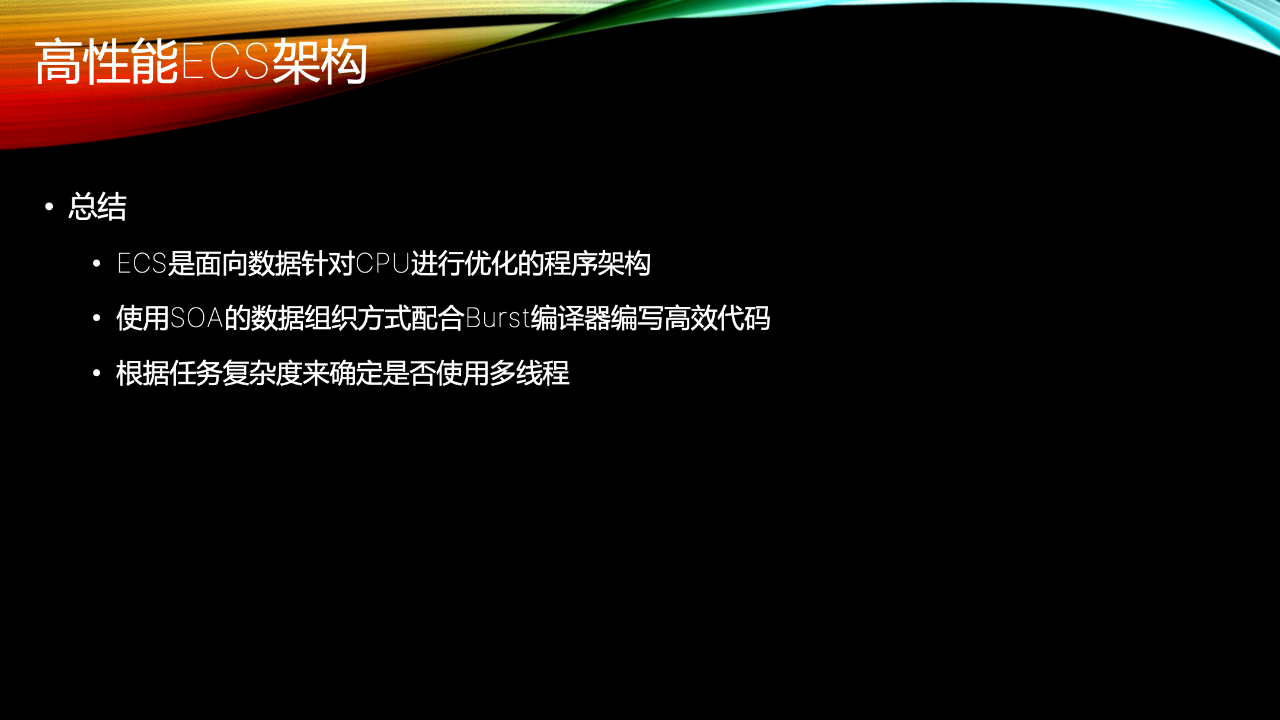 高性能ECS架构
• 总结
• ECS是面向数据针对CPU进行优化的程序架构
• 使用SOA的数据组织方式配合Burst编译器编写高效代码
• 根据任务复杂度来确定是否使用多线程